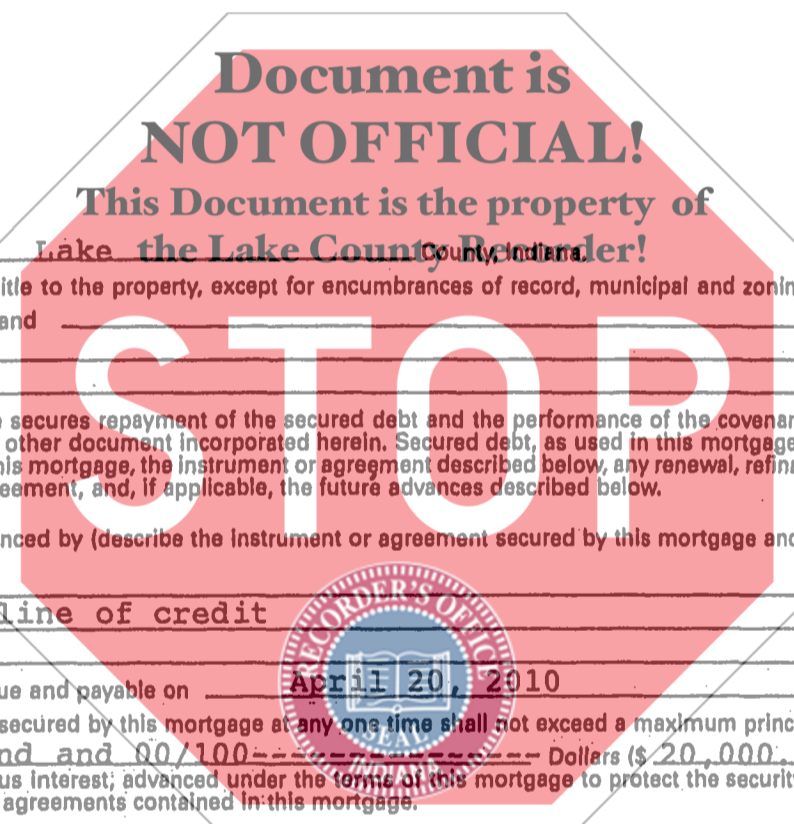 Document is
NOT OFFICIAL!
This Document is the property of
the Lake County Recorder!
Lake County, Indiana.
itle to the property, except for encumbrances of record, municipal and zonin
and
STOP
secures repayment of the secured debt and the performance of the covenan
other document incorporated herein. Secured debt, as used in this mortgage
is mortgage, the instrument or agreement described below, any renewal, refina
eement, and, if applicable, the future advances described below.
nced by (describe the instrument or agreement secured by this mortgage and
line of credit
RECORDER'S OFFICE
SEAL
INDIANA
ue and payable on April 20, 2010
secured by this mortgage at any one time shall not exceed a maximum princ
nd and 00/100---------------- Dollars ($ 20,000.
us interest; advanced under the terms of this mortgage to protect the security
agreements contained in this mortgage.